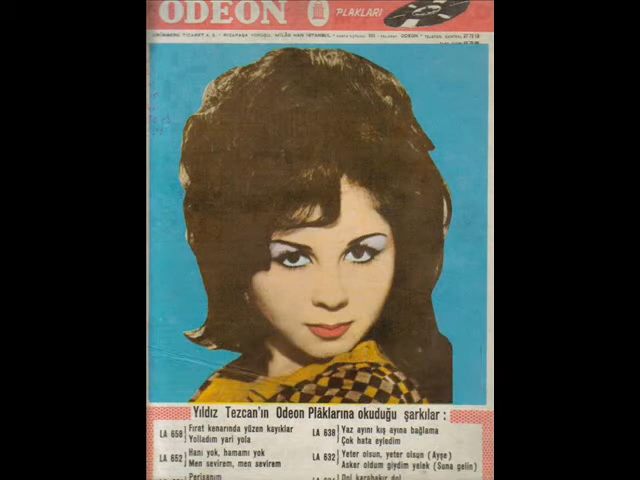 ODEON
PLAKLARI
Yıldız Tezcan'ın Odeon Plâklarına okuduğu şarkılar :
LA 658
Fırat kenarında yüzen kayıklar
Yolladım yari yola
LA 652
Hanı yok, hamamı yok
Men sevirem, men sevirem
LA 638
Yaz ayını kış ayına bağlama
Çok hata eyledim
LA 632
Yeter olsun, yeter olsun (Ayşe)
Asker oldum giydim yelek (Suna gelin)